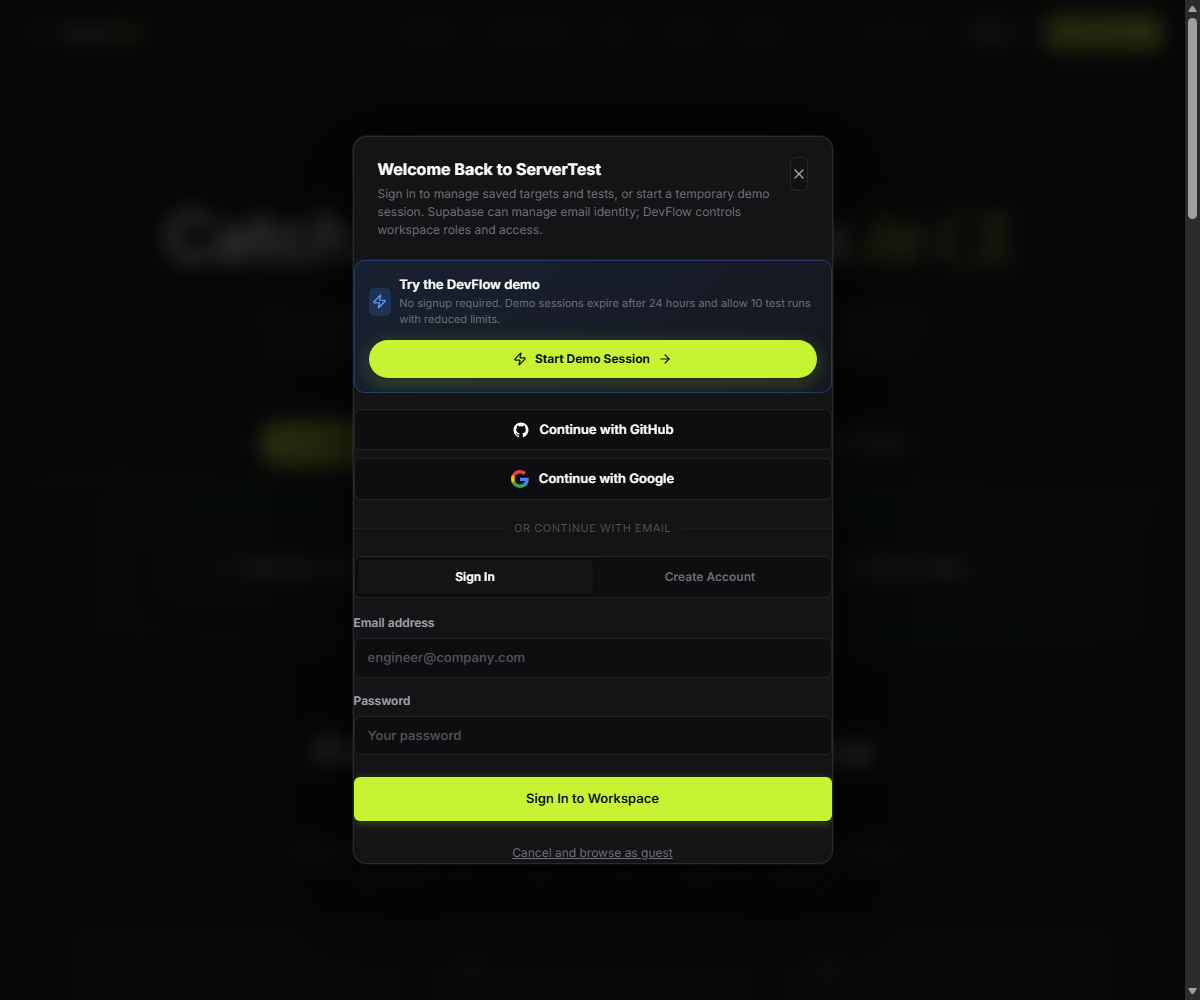 Welcome Back to ServerTest
Sign in to manage saved targets and tests, or start a temporary demo
session. Supabase can manage email identity; DevFlow controls
workspace roles and access.
Try the DevFlow demo
No signup required. Demo sessions expire after 24 hours and allow 10 test runs
with reduced limits.
Start Demo Session
Continue with GitHub
Continue with Google
OR CONTINUE WITH EMAIL
Sign In
Create Account
Email address
engineer@company.com
Password
Your password
Sign In to Workspace
Cancel and browse as guest